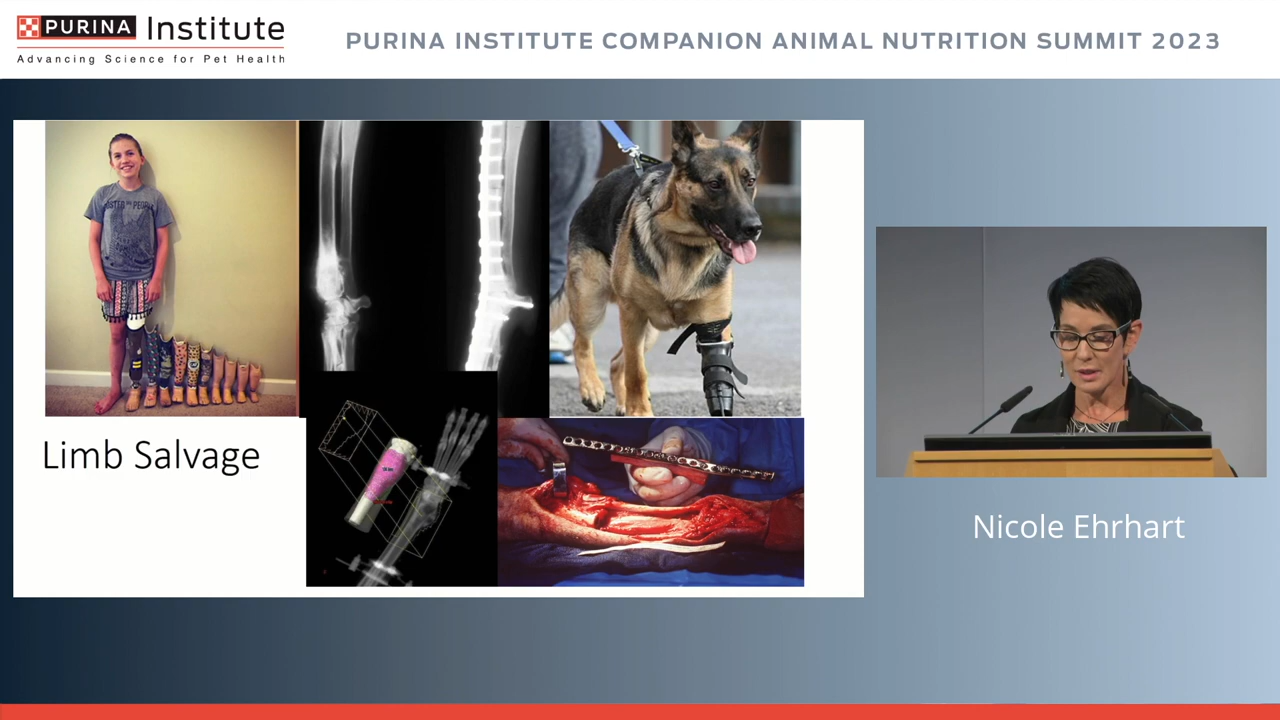 PURINA Institute
Advancing Science for Pet Health
PURINA INSTITUTE COMPANION ANIMAL NUTRITION SUMMIT 2023
Limb Salvage
Nicole Ehrhart